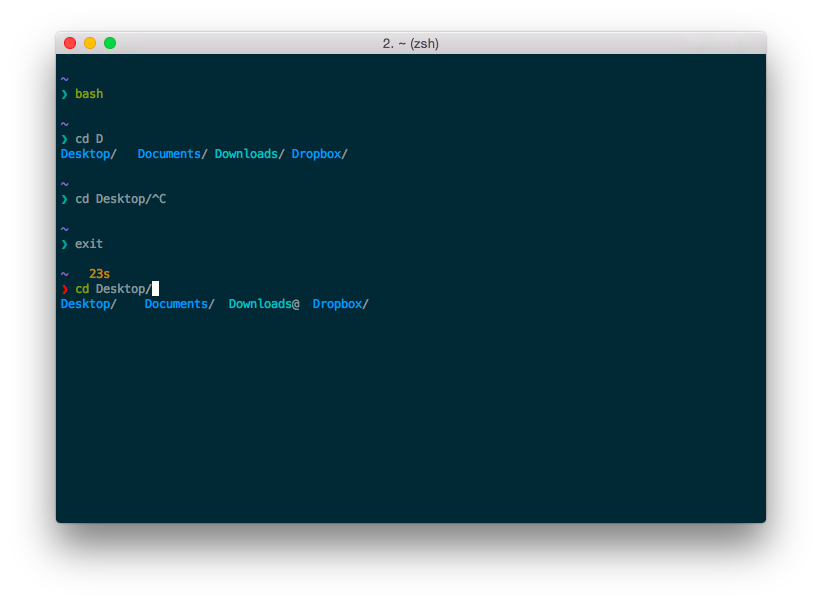 2. ~ (zsh)
~
❯ bash
~
❯ cd D
Desktop/   Documents/ Downloads/ Dropbox/
~
❯ cd Desktop/^C
~
❯ exit
~   23s
❯ cd Desktop/
Desktop/    Documents/  Downloads@  Dropbox/